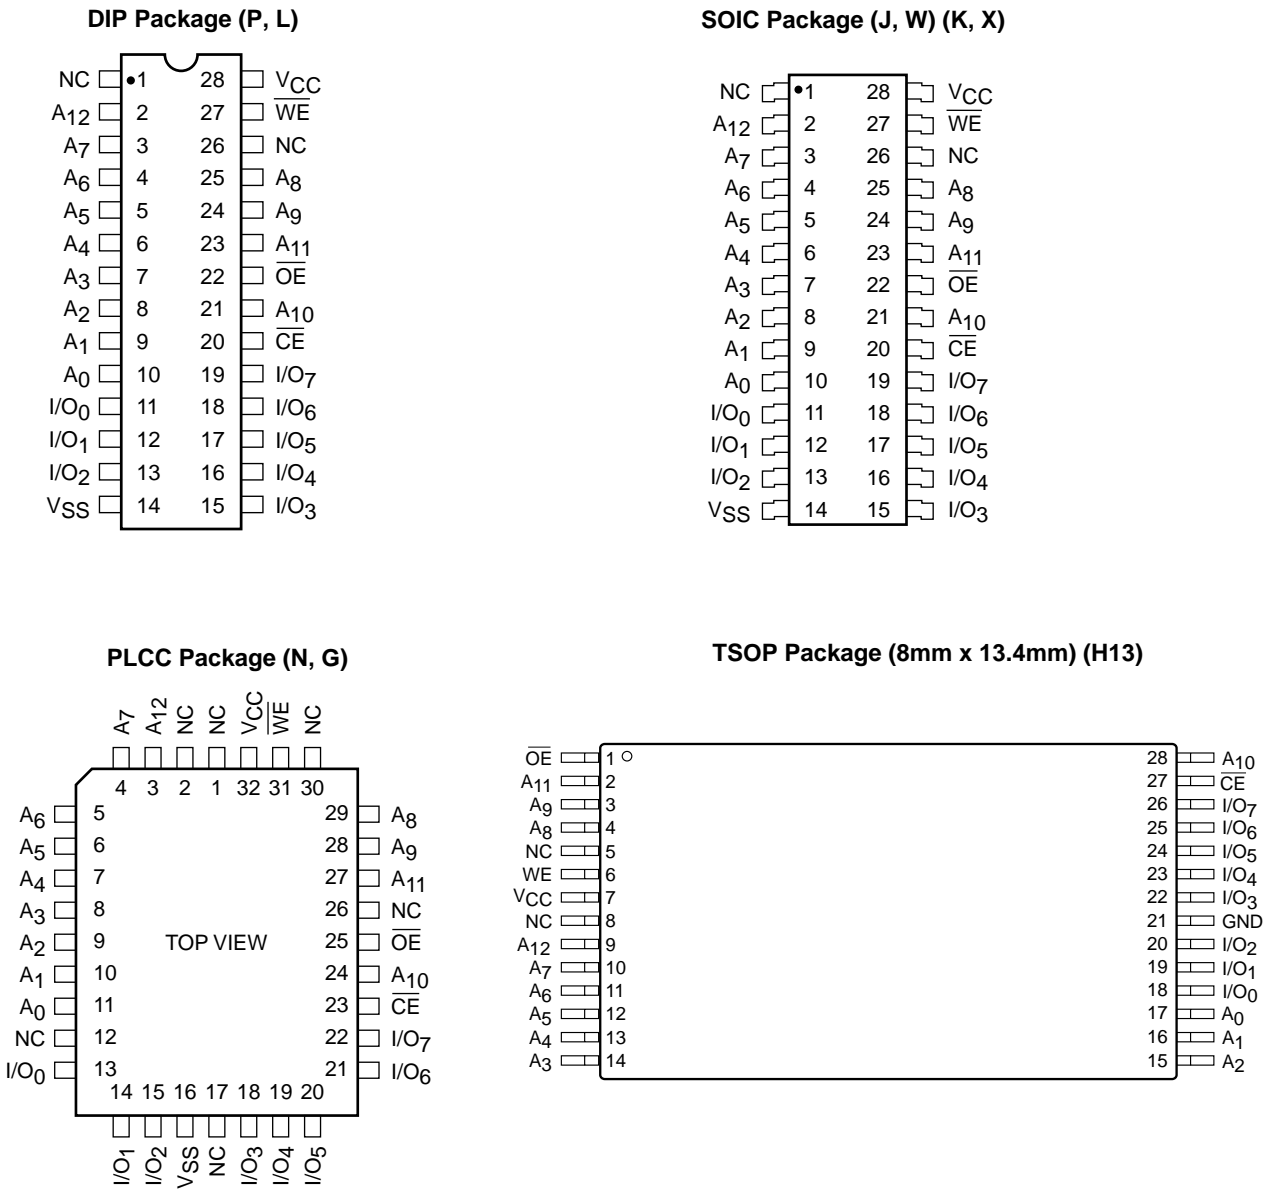 DIP Package (P, L)
NC 1 28 VCC
A12 2 27 WE
A7 3 26 NC
A6 4 25 A8
A5 5 24 A9
A4 6 23 A11
A3 7 22 OE
A2 8 21 A10
A1 9 20 CE
A0 10 19 I/O7
I/O0 11 18 I/O6
I/O1 12 17 I/O5
I/O2 13 16 I/O4
VSS 14 15 I/O3
SOIC Package (J, W) (K, X)
NC 1 28 VCC
A12 2 27 WE
A7 3 26 NC
A6 4 25 A8
A5 5 24 A9
A4 6 23 A11
A3 7 22 OE
A2 8 21 A10
A1 9 20 CE
A0 10 19 I/O7
I/O0 11 18 I/O6
I/O1 12 17 I/O5
I/O2 13 16 I/O4
VSS 14 15 I/O3
PLCC Package (N, G)
A7 A12 NC NC VCC WE NC
4 3 2 1 32 31 30
A6 5 29 A8
A5 6 28 A9
A4 7 27 A11
A3 8 26 NC
A2 9 TOP VIEW 25 OE
A1 10 24 A10
A0 11 23 CE
NC 12 22 I/O7
I/O0 13 21 I/O6
14 15 16 17 18 19 20
I/O1 I/O2 VSS NC I/O3 I/O4 I/O5
TSOP Package (8mm x 13.4mm) (H13)
OE 1 28 A10
A11 2 27 CE
A9 3 26 I/O7
A8 4 25 I/O6
NC 5 24 I/O5
WE 6 23 I/O4
VCC 7 22 I/O3
NC 8 21 GND
A12 9 20 I/O2
A7 10 19 I/O1
A6 11 18 I/O0
A5 12 17 A0
A4 13 16 A1
A3 14 15 A2